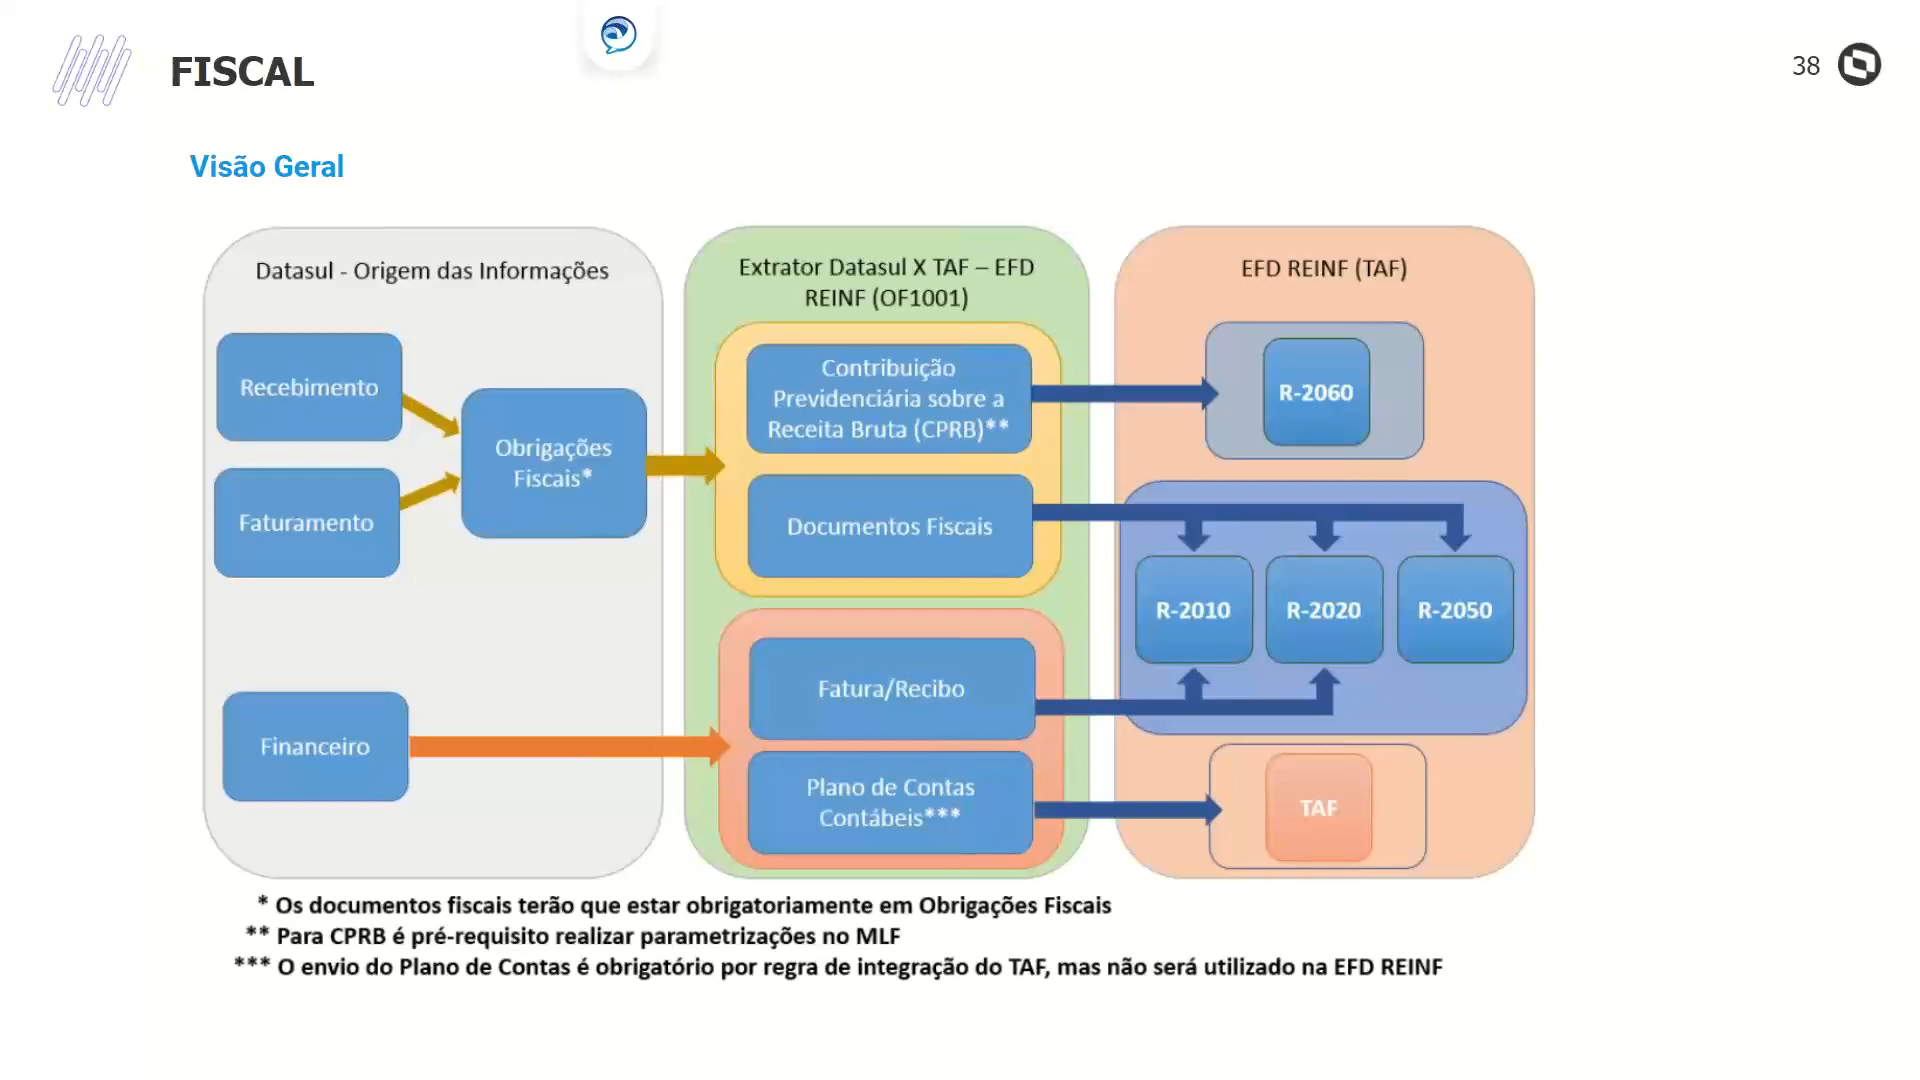 FISCAL
38
Visão Geral
Datasul - Origem das Informações
Recebimento
Faturamento
Obrigações
Fiscais*
Financeiro
Extrator Datasul X TAF – EFD
REINF (OF1001)
Contribuição
Previdenciária sobre a
Receita Bruta (CPRB)**
Documentos Fiscais
Fatura/Recibo
Plano de Contas
Contábeis***
EFD REINF (TAF)
R-2060
R-2010
R-2020
R-2050
TAF
* Os documentos fiscais terão que estar obrigatoriamente em Obrigações Fiscais
** Para CPRB é pré-requisito realizar parametrizações no MLF
*** O envio do Plano de Contas é obrigatório por regra de integração do TAF, mas não será utilizado na EFD REINF